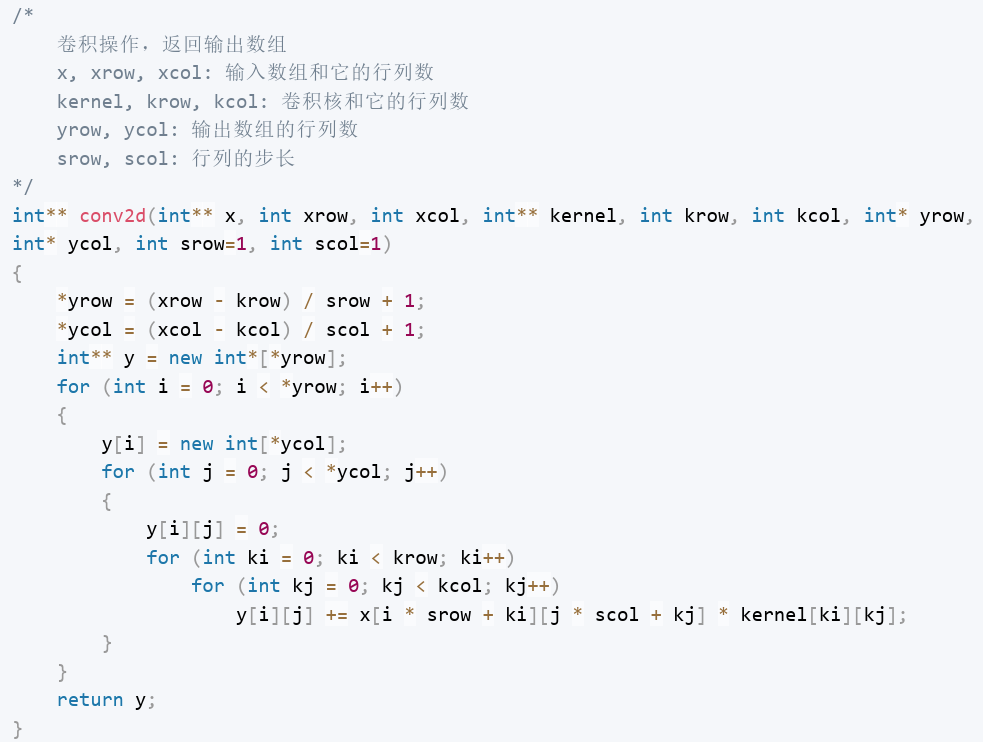 /*
    卷积操作，返回输出数组
    x, xrow, xcol: 输入数组和它的行列数
    kernel, krow, kcol: 卷积核和它的行列数
    yrow, ycol: 输出数组的行列数
    srow, scol: 行列的步长
*/
int** conv2d(int** x, int xrow, int xcol, int** kernel, int krow, int kcol, int* yrow,
int* ycol, int srow=1, int scol=1)
{
    *yrow = (xrow - krow) / srow + 1;
    *ycol = (xcol - kcol) / scol + 1;
    int** y = new int*[*yrow];
    for (int i = 0; i < *yrow; i++)
    {
        y[i] = new int[*ycol];
        for (int j = 0; j < *ycol; j++)
        {
            y[i][j] = 0;
            for (int ki = 0; ki < krow; ki++)
                for (int kj = 0; kj < kcol; kj++)
                    y[i][j] += x[i * srow + ki][j * scol + kj] * kernel[ki][kj];
        }
    }
    return y;
}